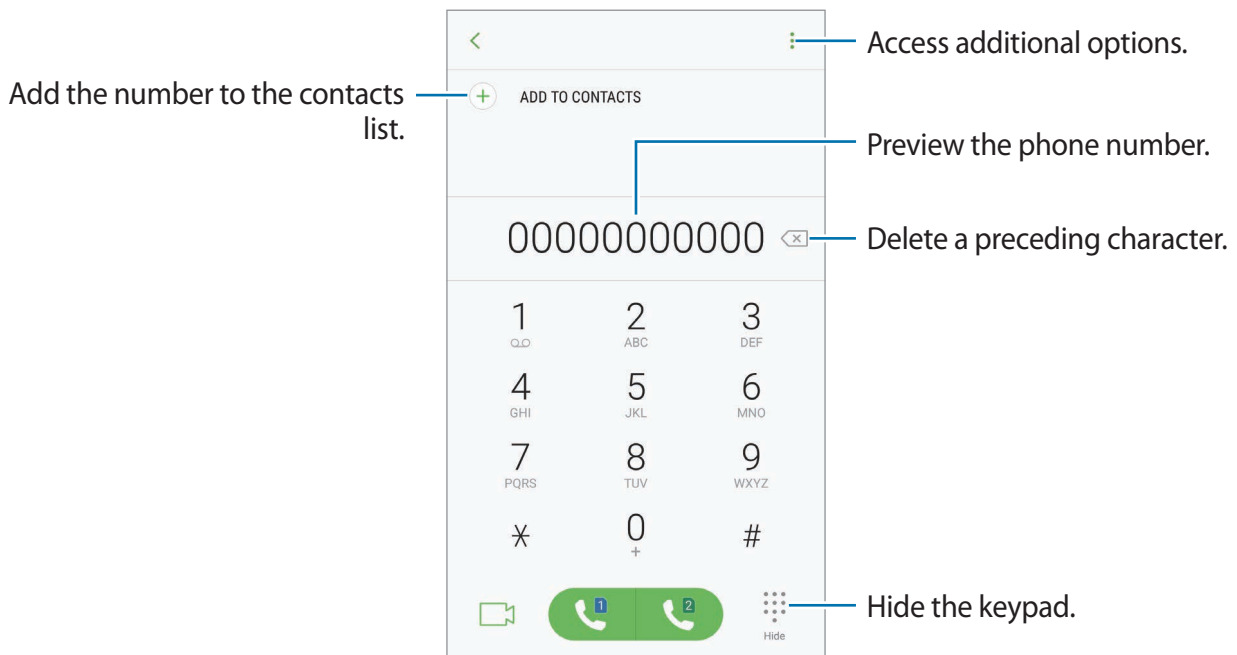 Access additional options.
Add the number to the contacts
list.
ADD TO CONTACTS
Preview the phone number.
00000000000
Delete a preceding character.
1 2 3
ABC DEF
4 5 6
GHI JKL MNO
7 8 9
PQRS TUV WXYZ
* 0 #
+
1 2
Hide the keypad.
Hide